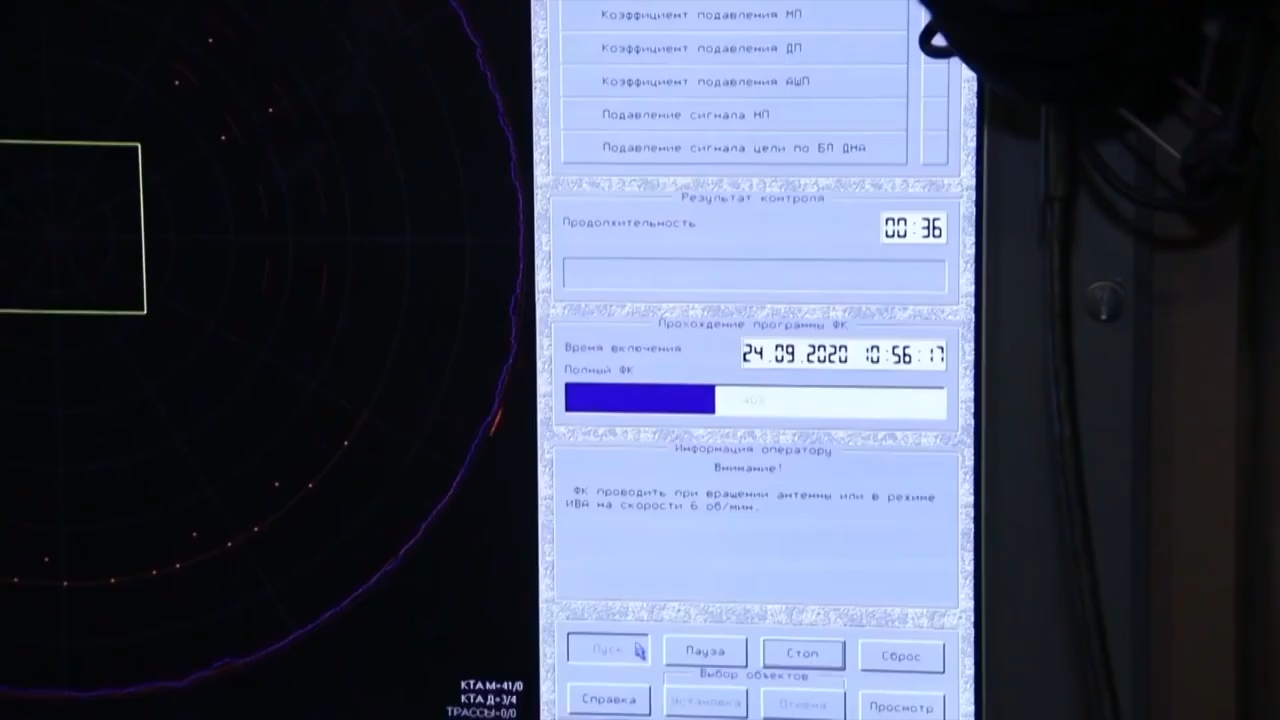 Коэффициент подавления МП
Коэффициент подавления ДП
Коэффициент подавления АШП
Подавление сигнала НП
Подавление сигнала цели по БЛ ДНА
Результат контроля
Продолжительность
00:36
Прохождение программы ФК
Время включения
24.09.2020 10:56:17
Полный ФК
40%
Информация оператору
Внимание!
ФК проводить при вращении антенны или в режиме
ИВА на скорости 6 об/мин.
Пуск
Пауза
Стоп
Сброс
Выбор объектов
Справка
Установка
Отмена
Просмотр
КТА М=41/0
КТА Д=3/4
ТРАССЫ=0/0